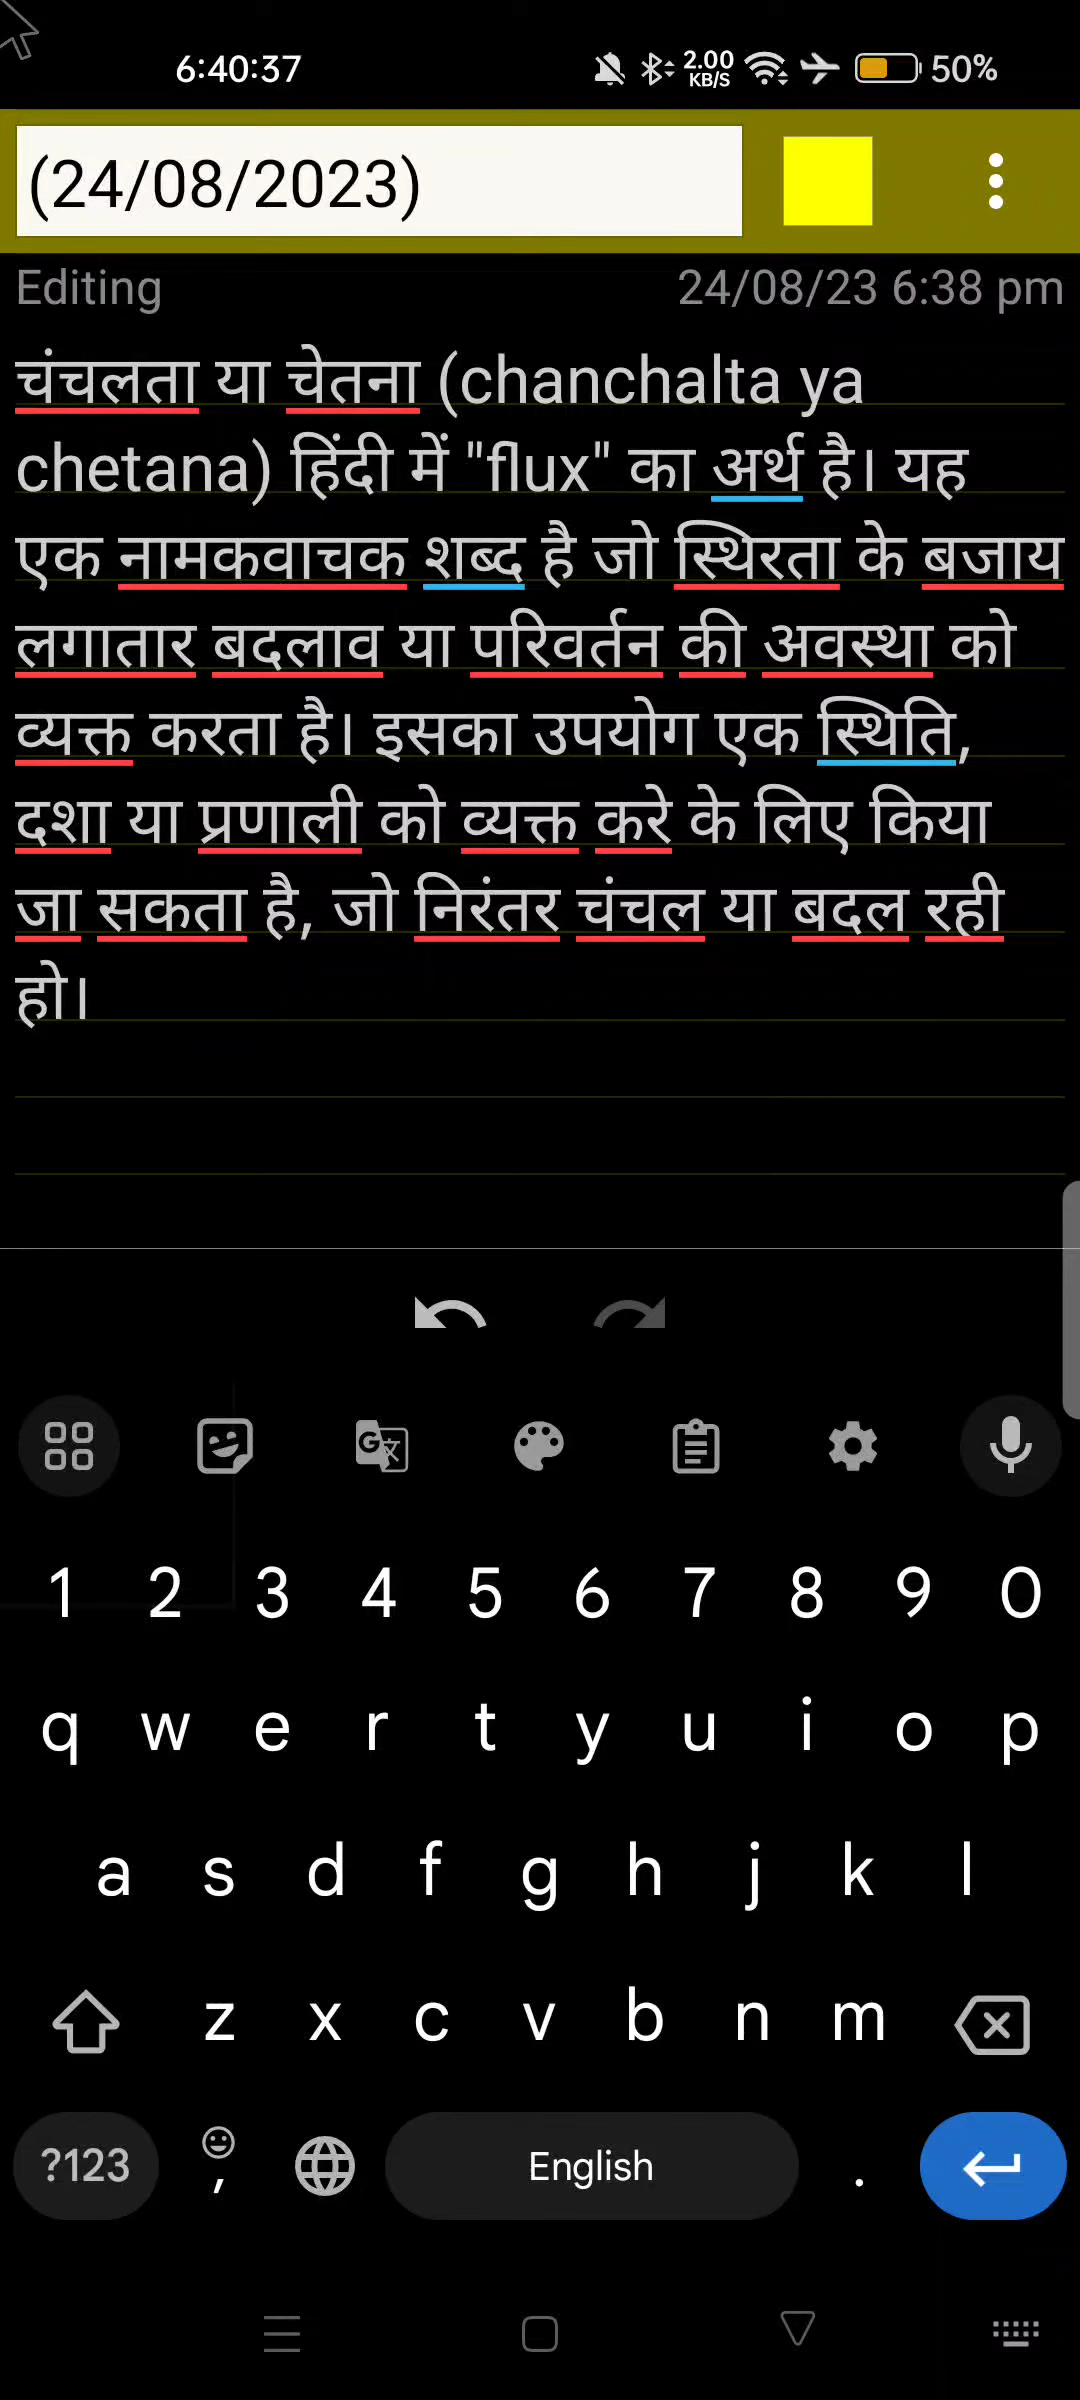 6:40:37 2.00 KB/S 50%
(24/08/2023)
Editing 24/08/23 6:38 pm
चंचलता या चेतना (chanchalta ya
chetana) हिंदी में "flux" का अर्थ है। यह
एक नामकवाचक शब्द है जो स्थिरता के बजाय
लगातार बदलाव या परिवर्तन की अवस्था को
व्यक्त करता है। इसका उपयोग एक स्थिति,
दशा या प्रणाली को व्यक्त करे के लिए किया
जा सकता है, जो निरंतर चंचल या बदल रही
हो।
1 2 3 4 5 6 7 8 9 0
q w e r t y u i o p
a s d f g h j k l
z x c v b n m
?123 , English .